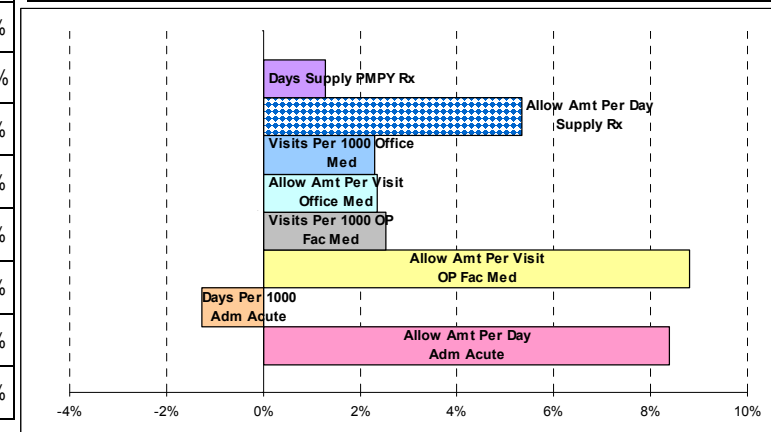 %
%
%
%
%
%
%
%
Days Supply PMPY Rx
Allow Amt Per Day
Supply Rx
Visits Per 1000 Office
Med
Allow Amt Per Visit
Office Med
Visits Per 1000 OP
Fac Med
Allow Amt Per Visit
OP Fac Med
Days Per 1000
Adm Acute
Allow Amt Per Day
Adm Acute
-4% -2% 0% 2% 4% 6% 8% 10%